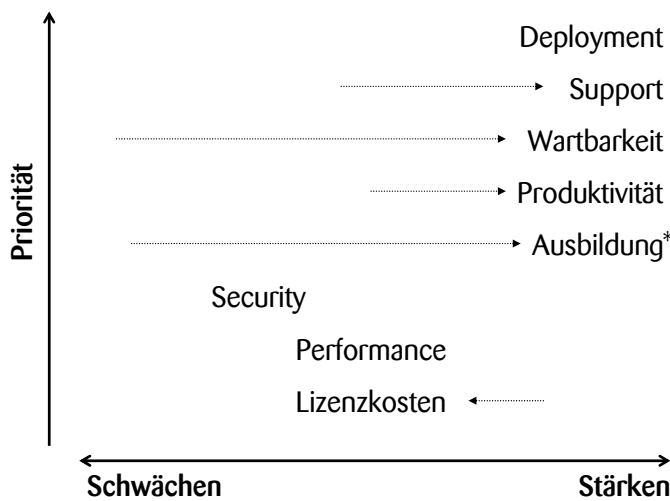 Deployment
Support
Wartbarkeit
Produktivität
Ausbildung*
Security
Performance
Lizenzkosten
Priorität
Schwächen
Stärken